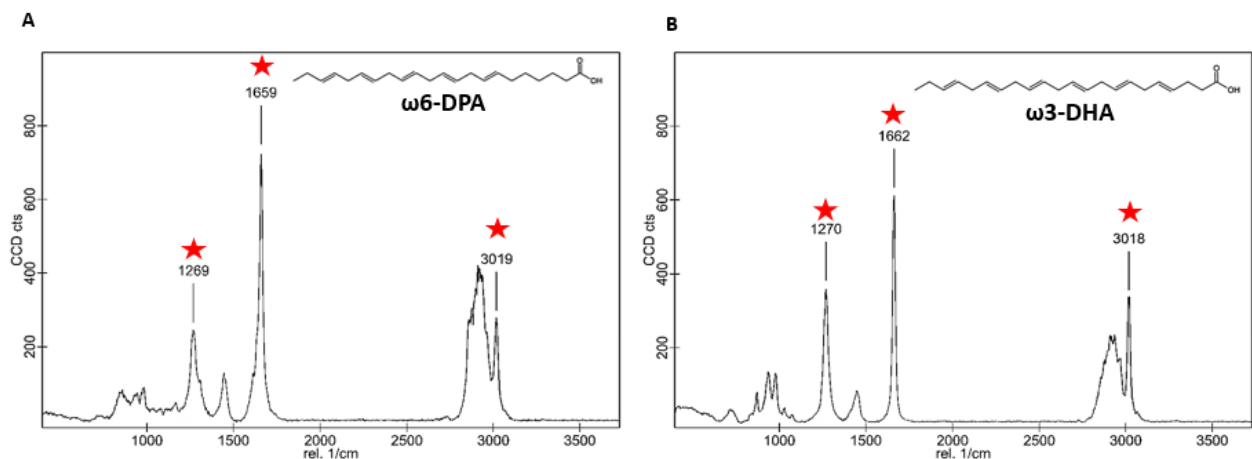 A
1659
O
OH
ω6-DPA
1269
3019
800
600
400
200
CCD cts
1000 1500 2000 2500 3000 3500
rel. 1/cm
B
1662
O
OH
ω3-DHA
1270
3018
800
600
400
200
CCD cts
1000 1500 2000 2500 3000 3500
rel. 1/cm